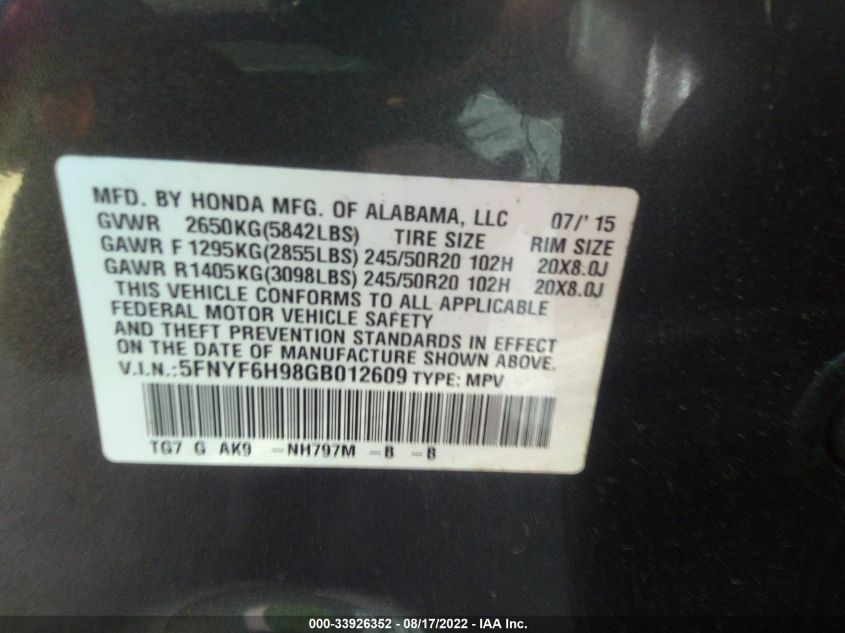 MFD. BY HONDA MFG. OF ALABAMA, LLC 07/' 15
GVWR 2650KG(5842LBS) TIRE SIZE RIM SIZE
GAWR F 1295KG(2855LBS) 245/50R20 102H 20X8.0J
GAWR R1405KG(3098LBS) 245/50R20 102H 20X8.0J
THIS VEHICLE CONFORMS TO ALL APPLICABLE
FEDERAL MOTOR VEHICLE SAFETY
AND THEFT PREVENTION STANDARDS IN EFFECT
ON THE DATE OF MANUFACTURE SHOWN ABOVE.
V.I.N.:5FNYF6H98GB012609 TYPE: MPV
TG7 G AK9 -NH797M -B -B
000-33926352 - 08/17/2022 - IAA Inc.